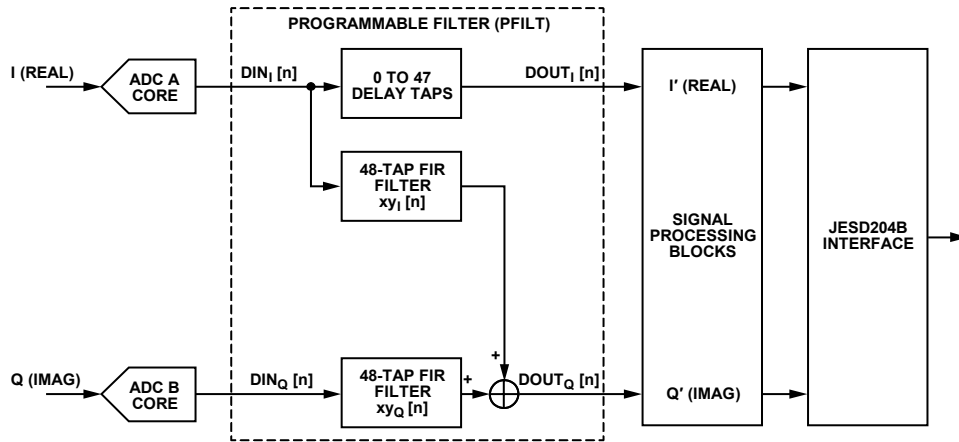 PROGRAMMABLE FILTER (PFILT)
I (REAL)
ADC A
CORE
DINI [n]
0 TO 47
DELAY TAPS
DOUTI [n]
I′ (REAL)
48-TAP FIR
FILTER
xyI [n]
SIGNAL
PROCESSING
BLOCKS
JESD204B
INTERFACE
+
Q (IMAG)
ADC B
CORE
DINQ [n]
48-TAP FIR
FILTER
xyQ [n]
+
DOUTQ [n]
Q′ (IMAG)